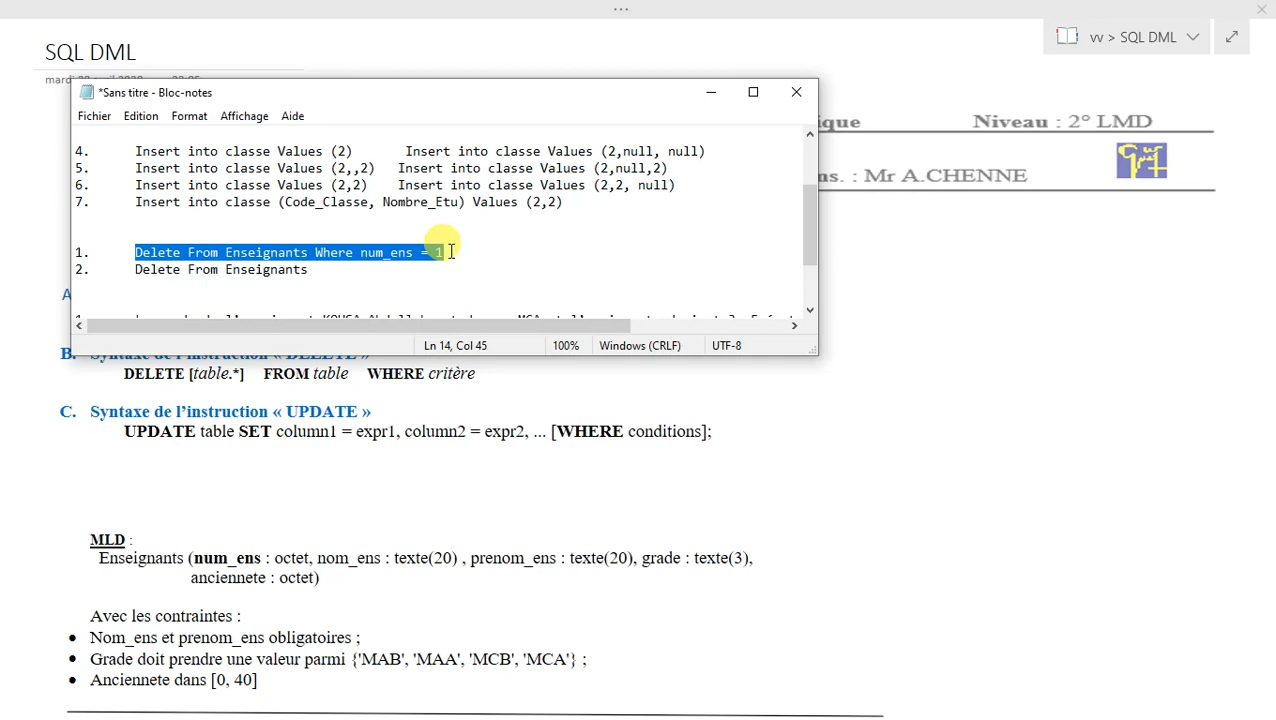 SQL DML
vv > SQL DML
mard
*Sans titre - Bloc-notes
Fichier Edition Format Affichage Aide
ique Niveau : 2° LMD
ns. : Mr A.CHENNE
4. Insert into classe Values (2) Insert into classe Values (2,null, null)
5. Insert into classe Values (2,,2) Insert into classe Values (2,null,2)
6. Insert into classe Values (2,2) Insert into classe Values (2,2, null)
7. Insert into classe (Code_Classe, Nombre_Etu) Values (2,2)
1. Delete From Enseignants Where num_ens = 1
2. Delete From Enseignants
A
Ln 14, Col 45 100% Windows (CRLF) UTF-8
B. Syntaxe de l'instruction « DELETE »
DELETE [table.*] FROM table WHERE critère
C. Syntaxe de l'instruction « UPDATE »
UPDATE table SET column1 = expr1, column2 = expr2, ... [WHERE conditions];
MLD :
Enseignants (num_ens : octet, nom_ens : texte(20) , prenom_ens : texte(20), grade : texte(3),
anciennete : octet)
Avec les contraintes :
• Nom_ens et prenom_ens obligatoires ;
• Grade doit prendre une valeur parmi {'MAB', 'MAA', 'MCB', 'MCA'} ;
• Anciennete dans [0, 40]